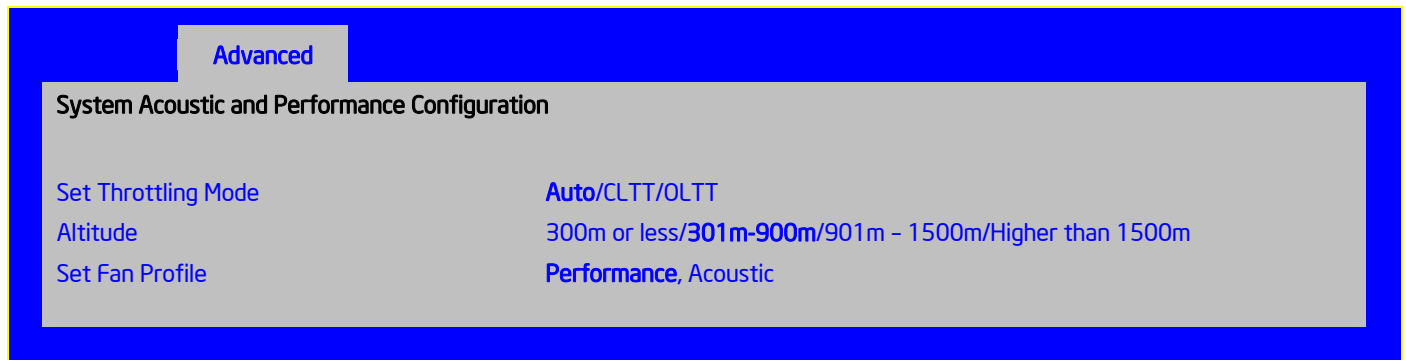 Advanced
System Acoustic and Performance Configuration
Set Throttling Mode Auto/CLTT/OLTT
Altitude 300m or less/301m-900m/901m – 1500m/Higher than 1500m
Set Fan Profile Performance, Acoustic